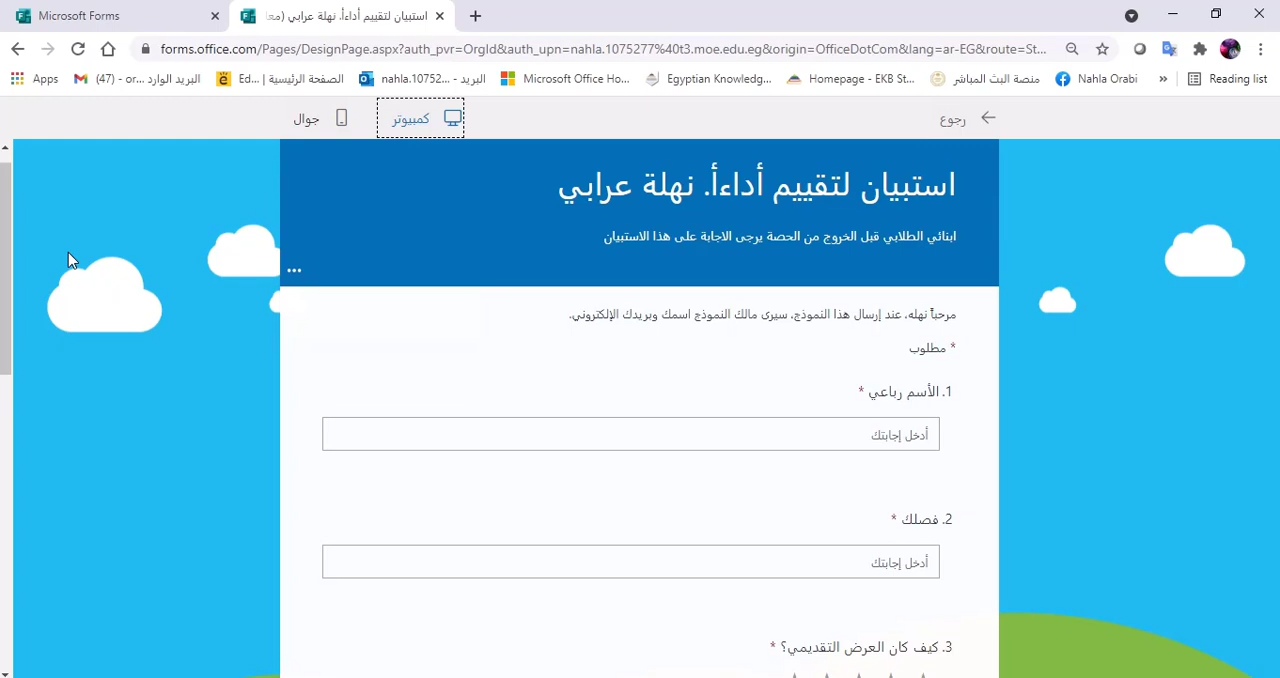 Microsoft Forms
استبيان لتقييم أداءأ. نهلة عرابي (معا
forms.office.com/Pages/DesignPage.aspx?auth_pvr=OrgId&auth_upn=nahla.1075277%40t3.moe.edu.eg&origin=OfficeDotCom&lang=ar-EG&route=St...
Apps
(47) - or... البريد الوارد
Ed... | الصفحة الرئيسية
nahla.10752... - البريد
Microsoft Office Ho...
Egyptian Knowledg...
Homepage - EKB St...
منصة البث المباشر
Nahla Orabi
»
Reading list
رجوع
كمبيوتر
جوال
استبيان لتقييم أداءأ. نهلة عرابي
ابنائي الطلابي قبل الخروج من الحصة يرجى الاجابة على هذا الاستبيان
...
مرحباً نهله، عند إرسال هذا النموذج، سيرى مالك النموذج اسمك وبريدك الإلكتروني.
* مطلوب
1. الأسم رباعي *
أدخل إجابتك
2. فصلك *
أدخل إجابتك
3. كيف كان العرض التقديمي؟ *